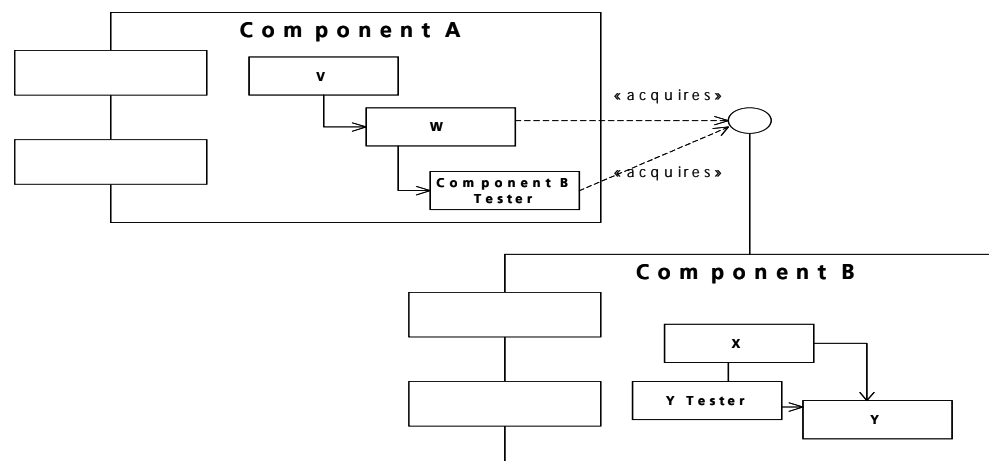 Component A
V
«acquires»
W
«acquires»
Component B
Tester
Component B
X
Y Tester
Y